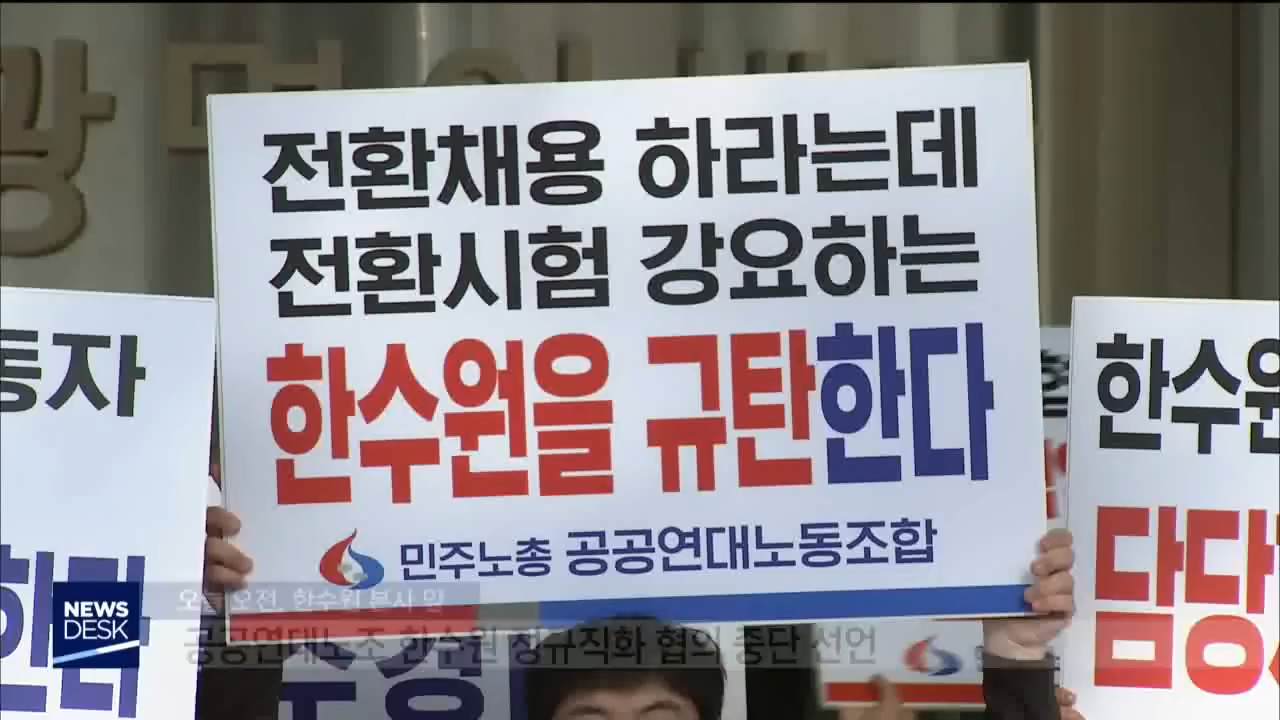 전환채용 하라는데
전환시험 강요하는
한수원을 규탄한다
민주노총 공공연대노동조합
동자
한다
한수원
담당
NEWS
DESK
오늘 오전, 한수원 본사 앞
공공연대노조 한수원 정규직화 협의 중단 선언